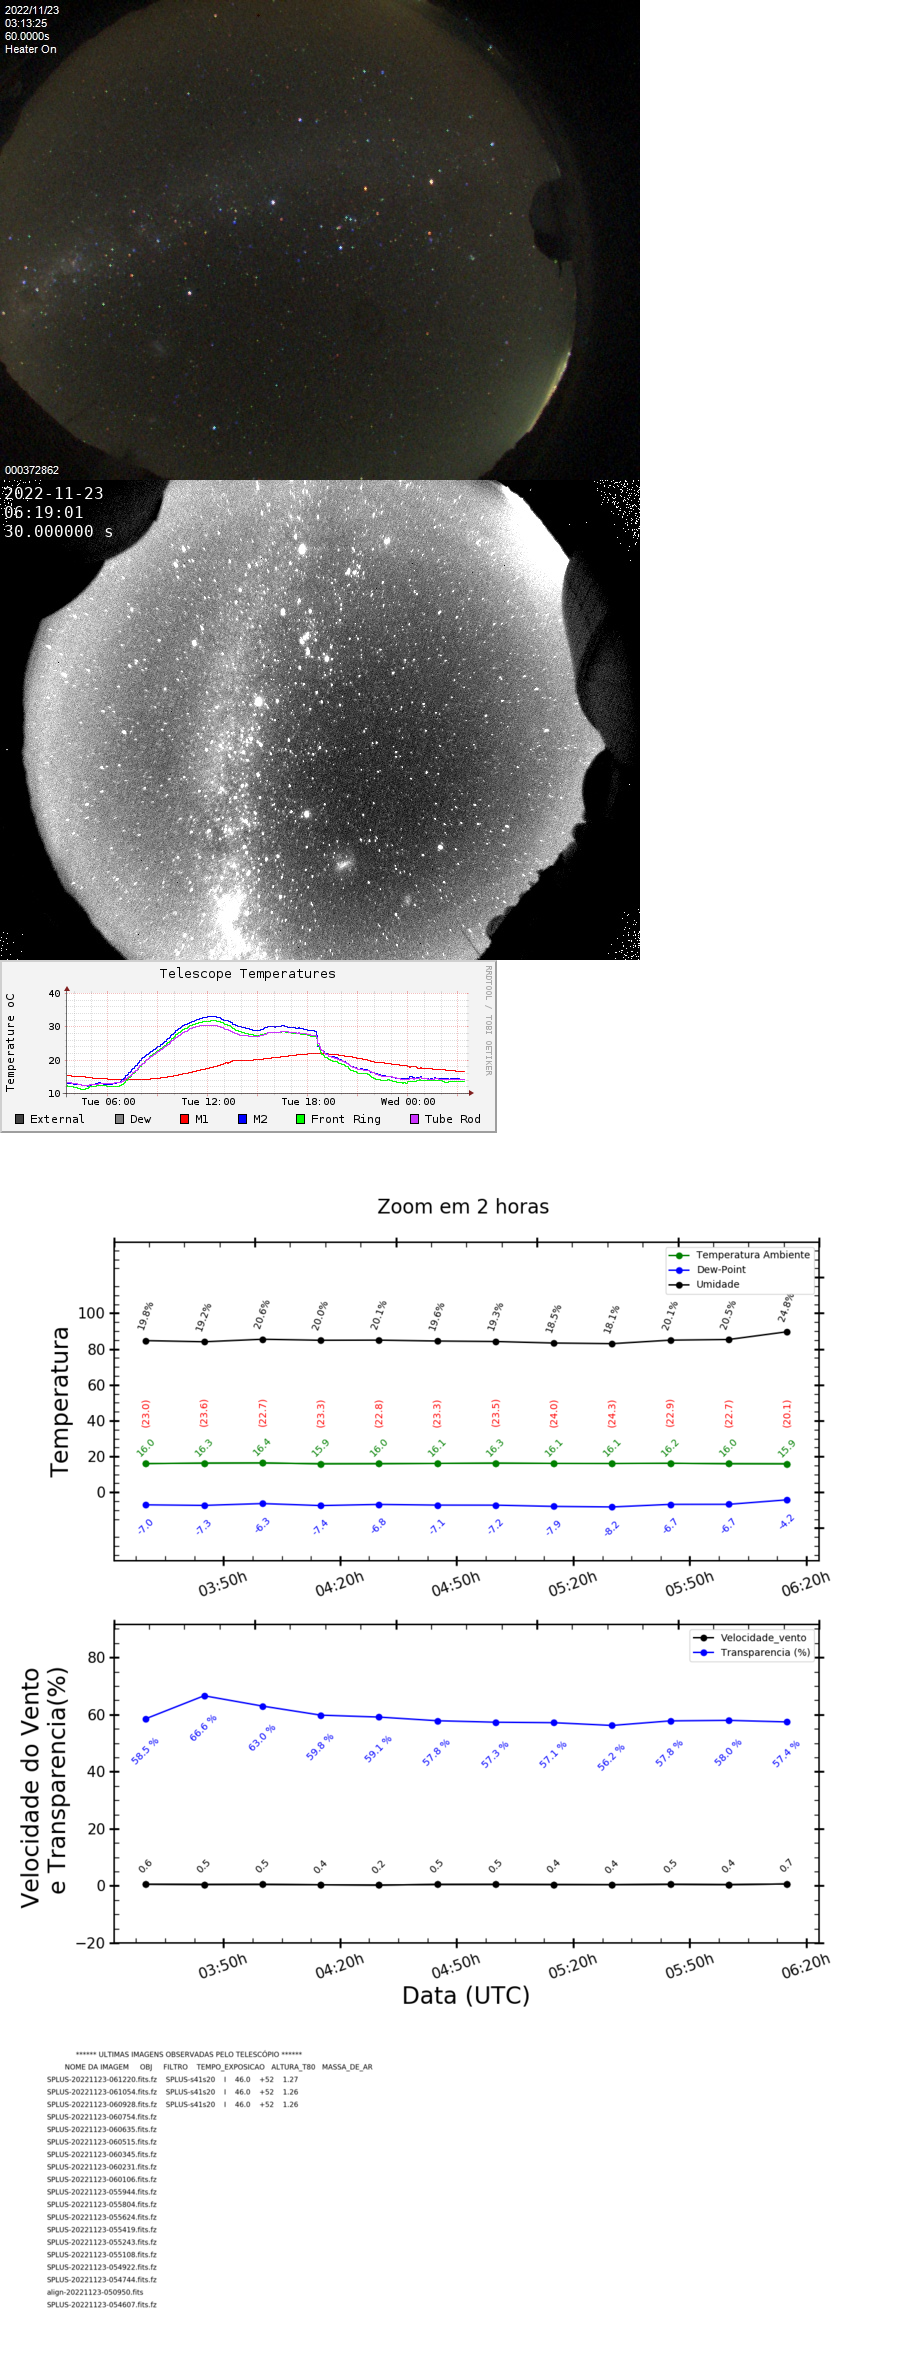 2022/11/23
03:13:25
60.0000s
Heater On
000372862
2022-11-23
06:19:01
30.000000 s
Telescope Temperatures
RRDTOOL / TOBI OETIKER
Temperature oC
40
30
20
10
Tue 06:00 Tue 12:00 Tue 18:00 Wed 00:00
External Dew M1 M2 Front Ring Tube Rod
Zoom em 2 horas
Temperatura Ambiente
Dew-Point
Umidade
Temperatura
100
80
60
40
20
0
19.8% 19.2% 20.6% 20.0% 20.1% 19.6% 19.3% 18.5% 18.1% 20.1% 20.5% 24.8%
(23.0) (23.6) (22.7) (23.3) (22.8) (23.3) (23.5) (24.0) (24.3) (22.9) (22.7) (20.1)
16.0 16.3 16.4 15.9 16.0 16.1 16.3 16.1 16.1 16.2 16.0 15.9
-7.0 -7.3 -6.3 -7.4 -6.8 -7.1 -7.2 -7.9 -8.2 -6.7 -6.7 -4.2
03:50h 04:20h 04:50h 05:20h 05:50h 06:20h
Velocidade_vento
Transparencia (%)
Velocidade do Vento
e Transparencia(%)
80
60
40
20
0
−20
58.5 % 66.6 % 63.0 % 59.8 % 59.1 % 57.8 % 57.3 % 57.1 % 56.2 % 57.8 % 58.0 % 57.4 %
0.6 0.5 0.5 0.4 0.2 0.5 0.5 0.4 0.4 0.5 0.4 0.7
03:50h 04:20h 04:50h 05:20h 05:50h 06:20h
Data (UTC)
****** ULTIMAS IMAGENS OBSERVADAS PELO TELESCÓPIO ******
NOME DA IMAGEM OBJ FILTRO TEMPO_EXPOSICAO ALTURA_T80 MASSA_DE_AR
SPLUS-20221123-061220.fits.fz SPLUS-s41s20 I 46.0 +52 1.27
SPLUS-20221123-061054.fits.fz SPLUS-s41s20 I 46.0 +52 1.26
SPLUS-20221123-060928.fits.fz SPLUS-s41s20 I 46.0 +52 1.26
SPLUS-20221123-060754.fits.fz
SPLUS-20221123-060635.fits.fz
SPLUS-20221123-060515.fits.fz
SPLUS-20221123-060345.fits.fz
SPLUS-20221123-060231.fits.fz
SPLUS-20221123-060106.fits.fz
SPLUS-20221123-055944.fits.fz
SPLUS-20221123-055804.fits.fz
SPLUS-20221123-055624.fits.fz
SPLUS-20221123-055419.fits.fz
SPLUS-20221123-055243.fits.fz
SPLUS-20221123-055108.fits.fz
SPLUS-20221123-054922.fits.fz
SPLUS-20221123-054744.fits.fz
align-20221123-050950.fits
SPLUS-20221123-054607.fits.fz